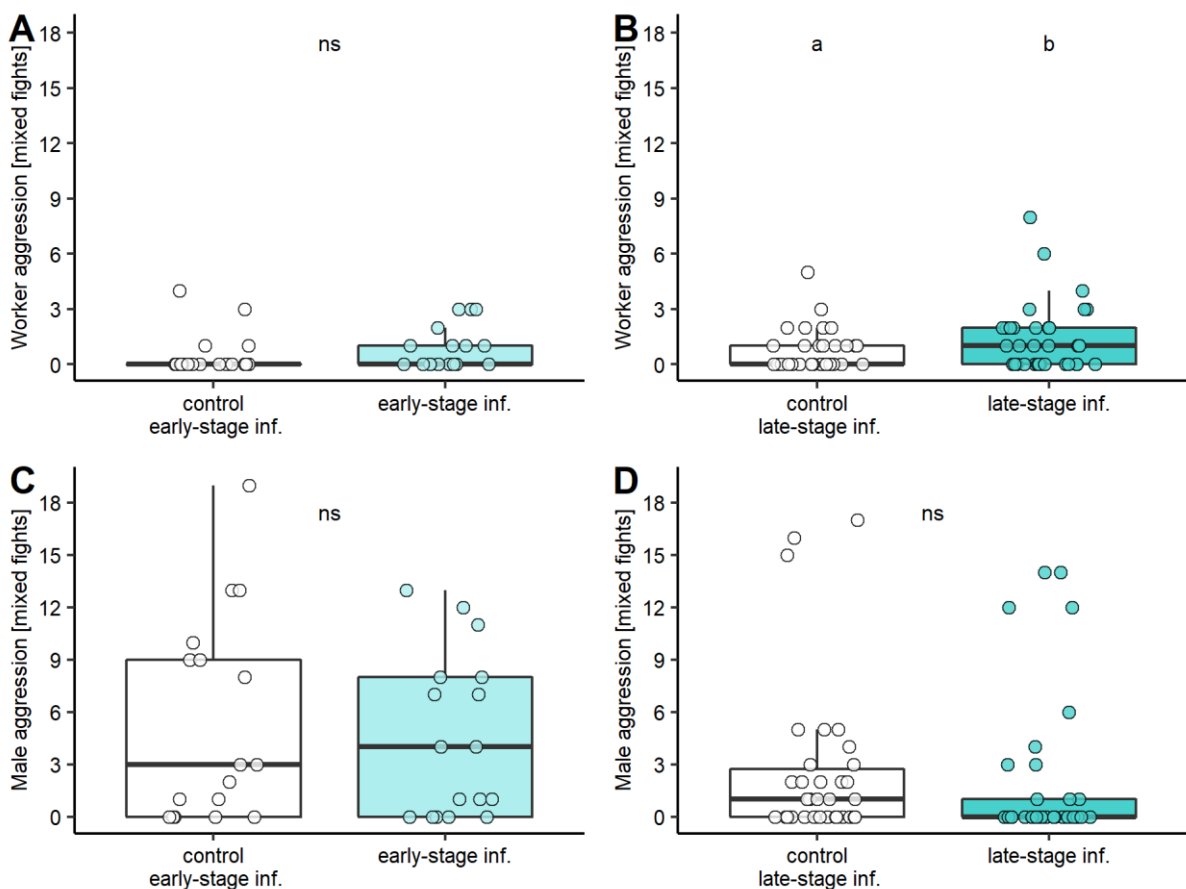 A
Worker aggression [mixed fights]
18
15
12
9
6
3
0
ns
control
early-stage inf.
early-stage inf.
B
Worker aggression [mixed fights]
18
15
12
9
6
3
0
a
b
control
late-stage inf.
late-stage inf.
C
Male aggression [mixed fights]
18
15
12
9
6
3
0
ns
control
early-stage inf.
early-stage inf.
D
Male aggression [mixed fights]
18
15
12
9
6
3
0
ns
control
late-stage inf.
late-stage inf.